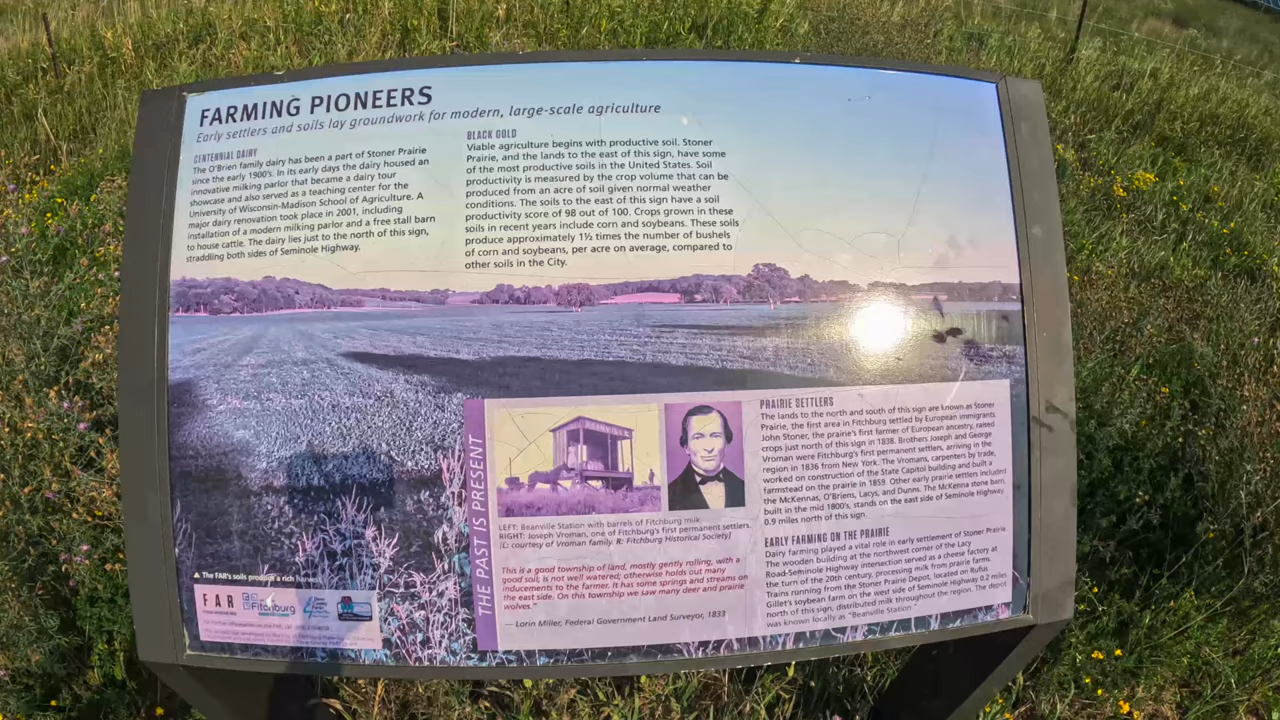 FARMING PIONEERS
Early settlers and soils lay groundwork for modern, large-scale agriculture
CENTENNIAL DAIRY
The O'Brien family dairy has been a part of Stoner Prairie
since the early 1900's. In its early days the dairy housed an
innovative milking parlor that became a dairy tour
showcase and also served as a teaching center for the
University of Wisconsin-Madison School of Agriculture. A
major dairy renovation took place in 2001, including
installation of a modern milking parlor and a free stall barn
to house cattle. The dairy lies just to the north of this sign,
straddling both sides of Seminole Highway.
BLACK GOLD
Viable agriculture begins with productive soil. Stoner
Prairie, and the lands to the east of this sign, have some
of the most productive soils in the United States. Soil
productivity is measured by the crop volume that can be
produced from an acre of soil given normal weather
conditions. The soils to the east of this sign have a soil
productivity score of 98 out of 100. Crops grown in these
soils in recent years include corn and soybeans. These soils
produce approximately 1½ times the number of bushels
of corn and soybeans, per acre on average, compared to
other soils in the City.
THE PAST IS PRESENT
BEANVILLE
LEFT: Beanville Station with barrels of Fitchburg milk.
RIGHT: Joseph Vroman, one of Fitchburg's first permanent settlers.
[L: courtesy of Vroman family. R: Fitchburg Historical Society]
This is a good township of land, mostly gently rolling, with a
good soil; is not well watered; otherwise holds out many
inducements to the farmer. It has some springs and streams on
the east side. On this township we saw many deer and prairie
wolves."
— Lorin Miller, Federal Government Land Surveyor, 1833
PRAIRIE SETTLERS
The lands to the north and south of this sign are known as Stoner
Prairie, the first area in Fitchburg settled by European immigrants.
John Stoner, the prairie's first farmer of European ancestry, raised
crops just north of this sign in 1838. Brothers Joseph and George
Vroman were Fitchburg's first permanent settlers, arriving in the
region in 1836 from New York. The Vromans, carpenters by trade,
worked on construction of the State Capitol building and built a
farmstead on the prairie in 1859. Other early prairie settlers included
the McKennas, O'Briens, Lacys, and Dunns. The McKenna stone barn,
built in the mid 1800's, stands on the east side of Seminole Highway
0.9 miles north of this sign.
EARLY FARMING ON THE PRAIRIE
Dairy farming played a vital role in early settlement of Stoner Prairie.
The wooden building at the northwest corner of the Lacy
Road-Seminole Highway intersection served as a cheese factory at
the turn of the 20th century, processing milk from prairie farms.
Trains running from the Stoner Prairie Depot, located on Rufus
Gillet's soybean farm on the west side of Seminole Highway 0.2 miles
north of this sign, distributed milk throughout the region. The depot
was known locally as "Beanville Station".
▲ The FAR's soils produce a rich harvest
FAR
Fitchburg